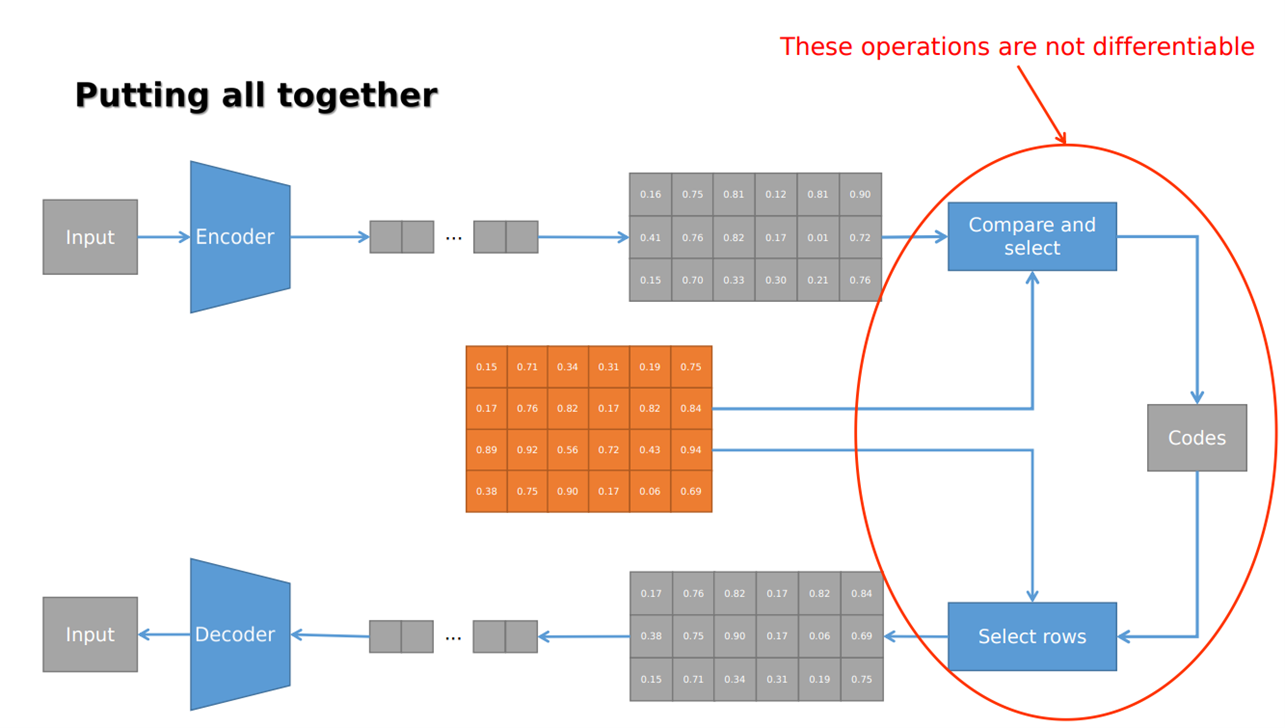 These operations are not differentiable
Putting all together
Input
Encoder
...
0.16 0.75 0.81 0.12 0.81 0.90
0.41 0.76 0.82 0.17 0.01 0.72
0.15 0.70 0.33 0.30 0.21 0.76
Compare and
select
0.15 0.71 0.34 0.31 0.19 0.75
0.17 0.76 0.82 0.17 0.82 0.84
0.89 0.92 0.56 0.72 0.43 0.94
0.38 0.75 0.90 0.17 0.06 0.69
Codes
Input
Decoder
...
0.17 0.76 0.82 0.17 0.82 0.84
0.38 0.75 0.90 0.17 0.06 0.69
0.15 0.71 0.34 0.31 0.19 0.75
Select rows